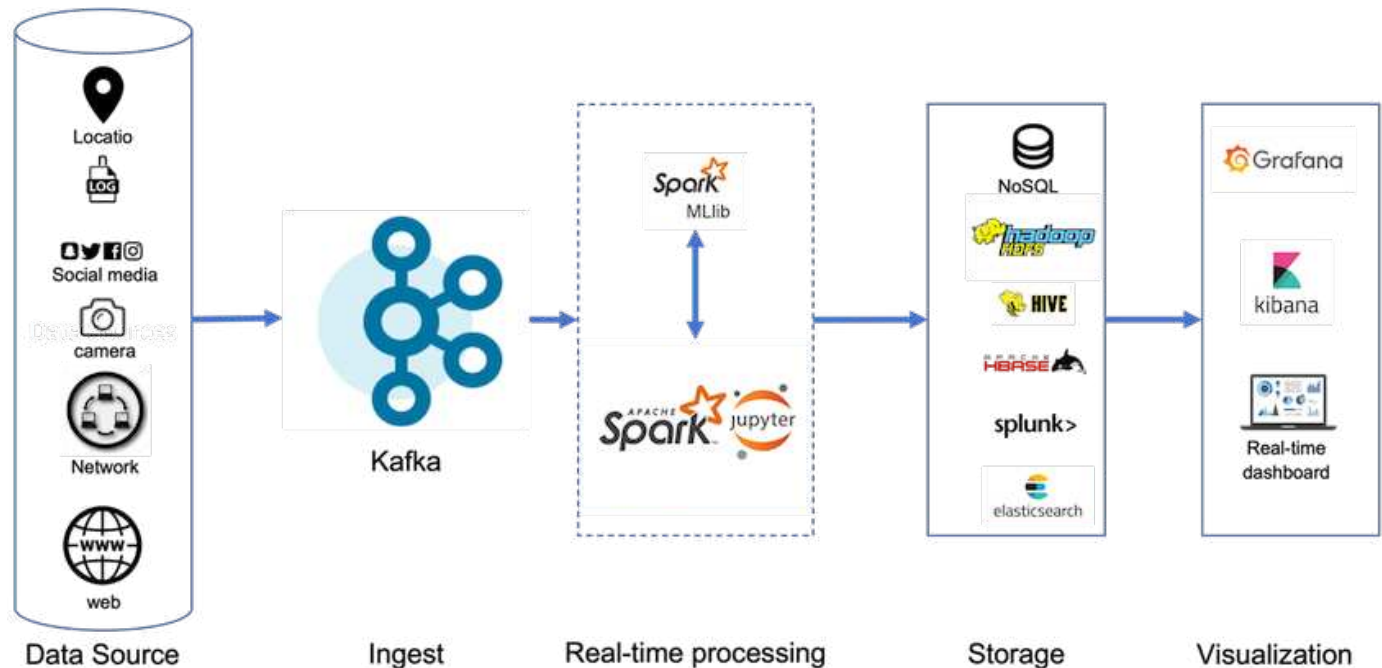 Locatio
LOG
Social media
camera
Network
WWW
web
Data Source
Kafka
Ingest
Spark
MLlib
APACHE
Spark
jupyter
Real-time processing
NoSQL
hadoop
HDFS
HIVE
APACHE
HBASE
splunk>
elasticsearch
Storage
Grafana
kibana
Real-time
dashboard
Visualization